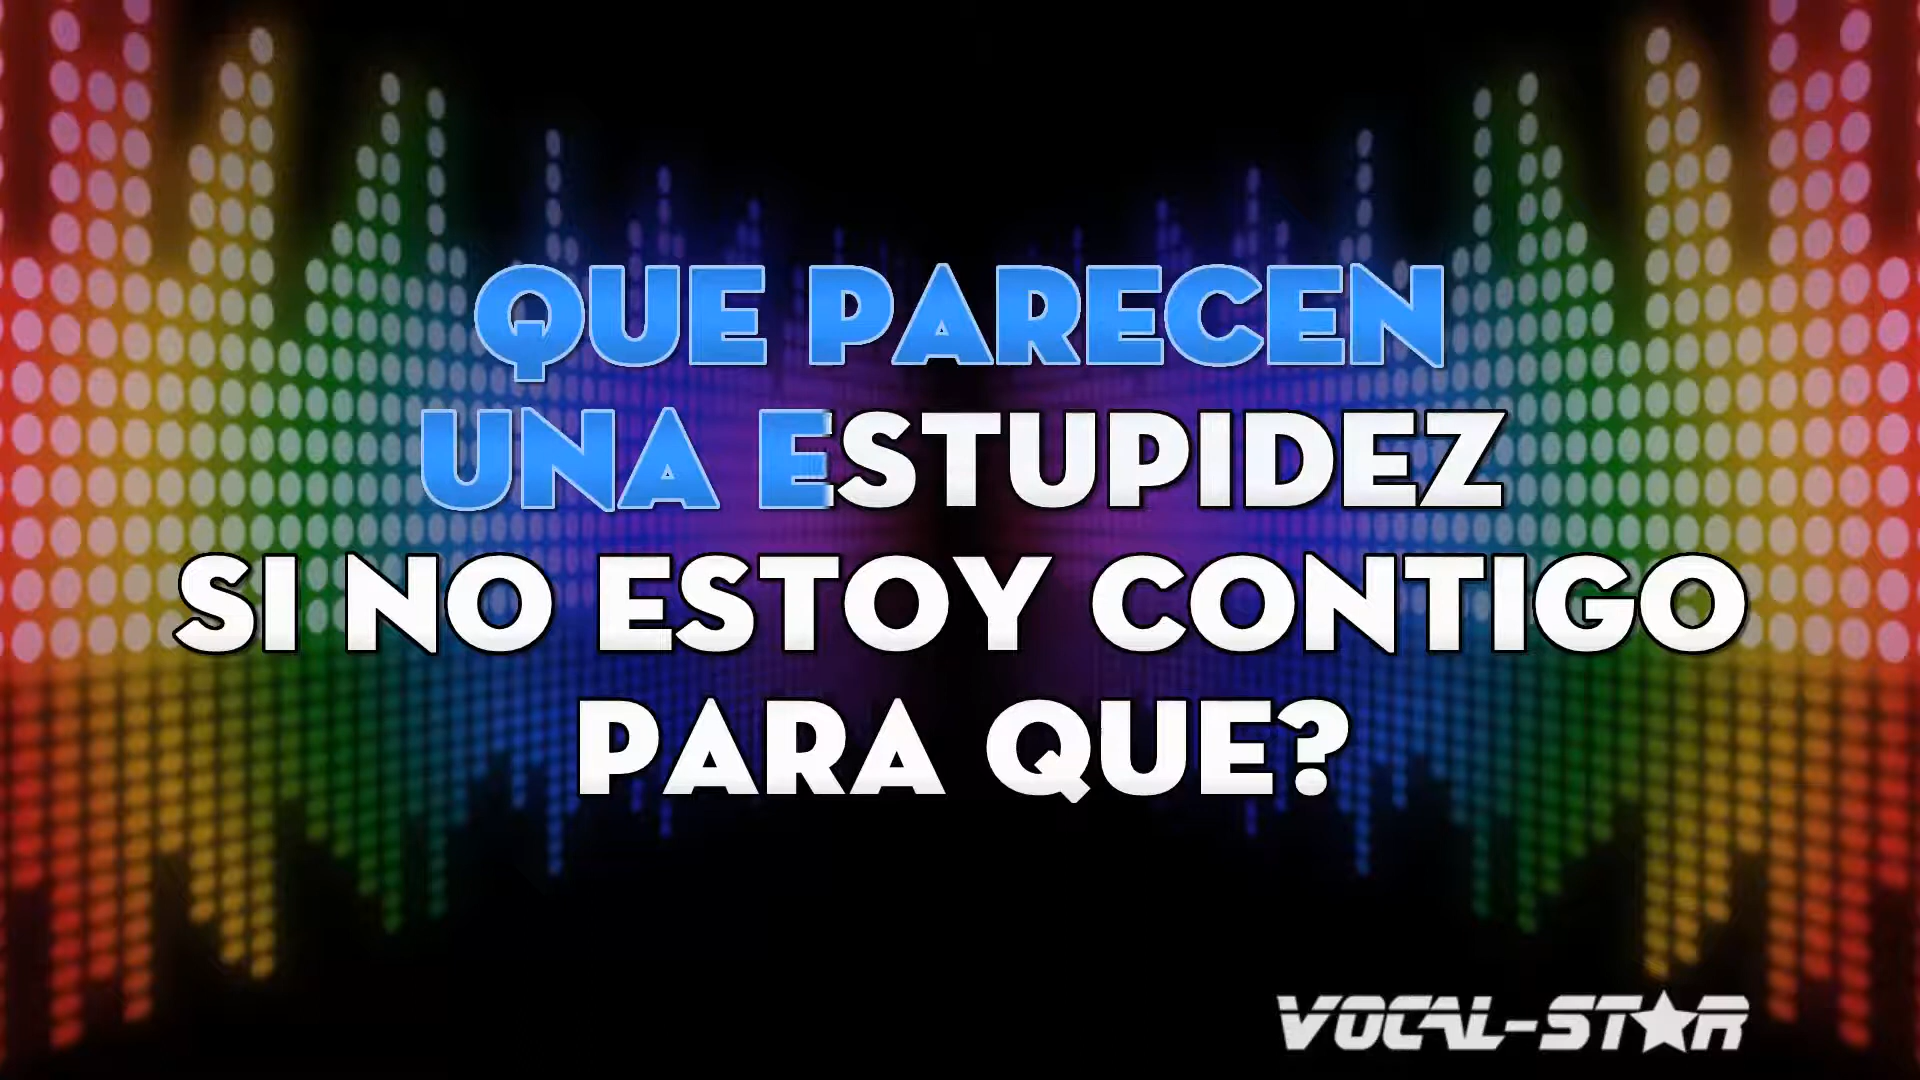 QUE PARECEN
UNA ESTUPIDEZ
SI NO ESTOY CONTIGO
PARA QUE?
VOCAL-STAR